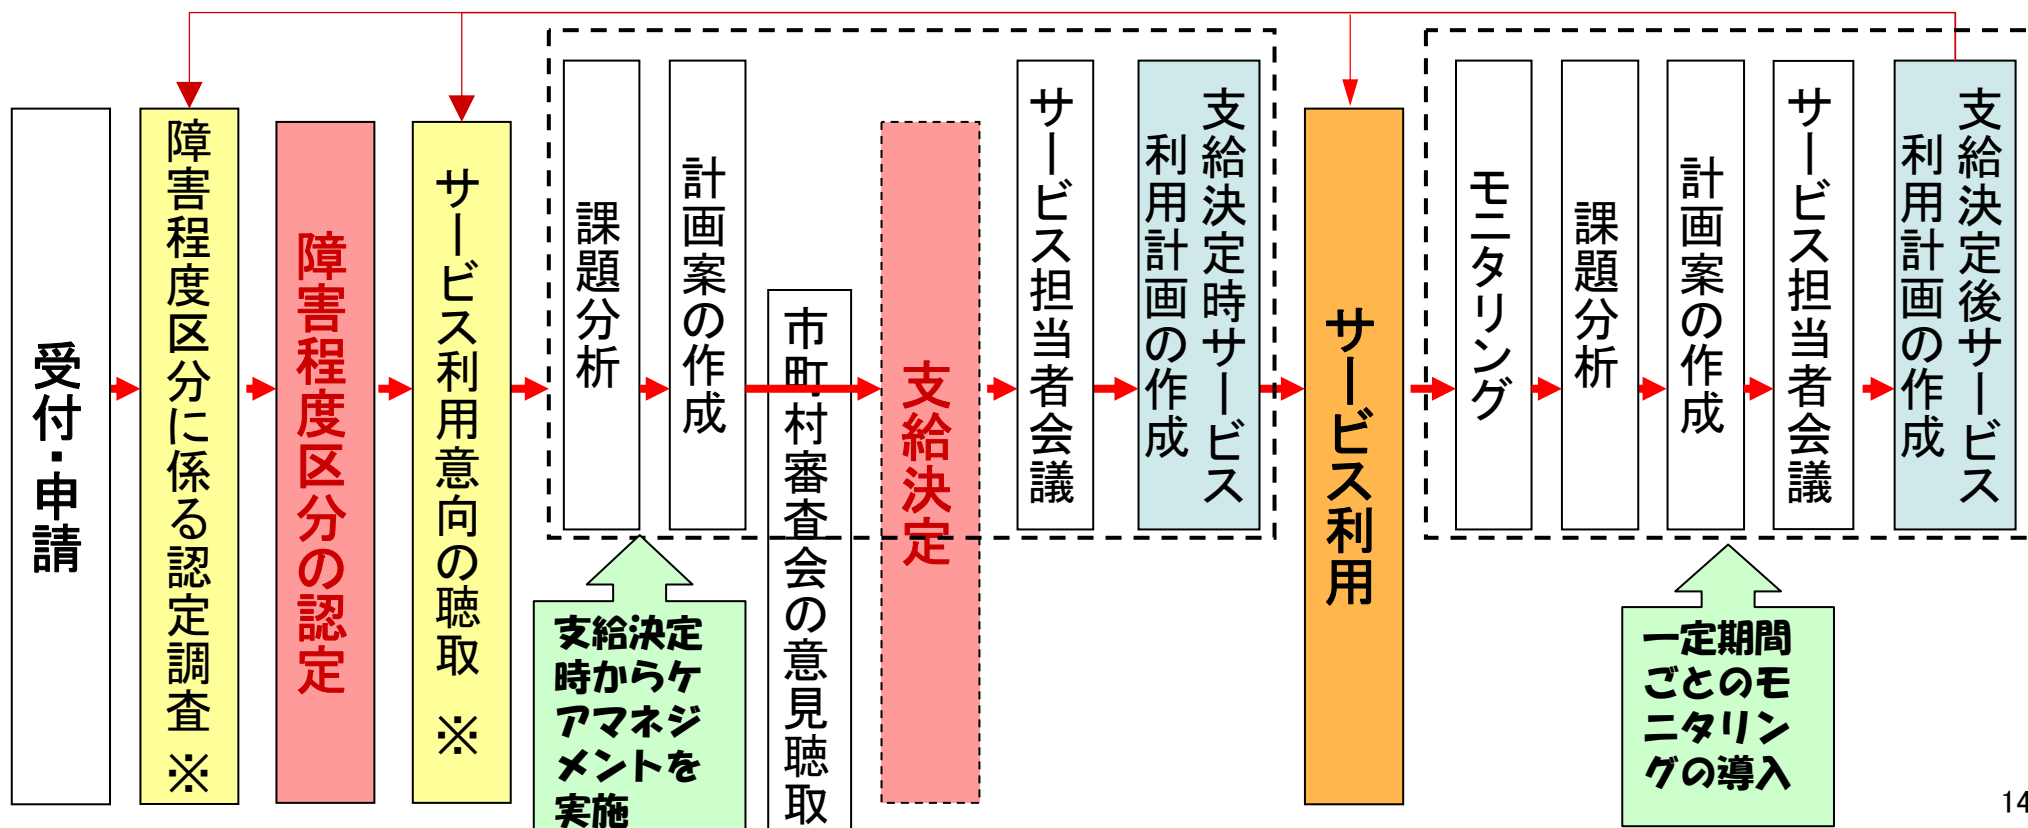 受付・申請
障害程度区分に係る認定調査 ※
障害程度区分の認定
サービス利用意向の聴取 ※
課題分析
計画案の作成
市町村審査会の意見聴取
支給決定
サービス担当者会議
支給決定時サービス
利用計画の作成
サービス利用
モニタリング
課題分析
計画案の作成
サービス担当者会議
支給決定後サービス
利用計画の作成
支給決定
時からケ
アマネジ
メントを
実施
一定期間
ごとのモ
ニタリン
グの導入
14